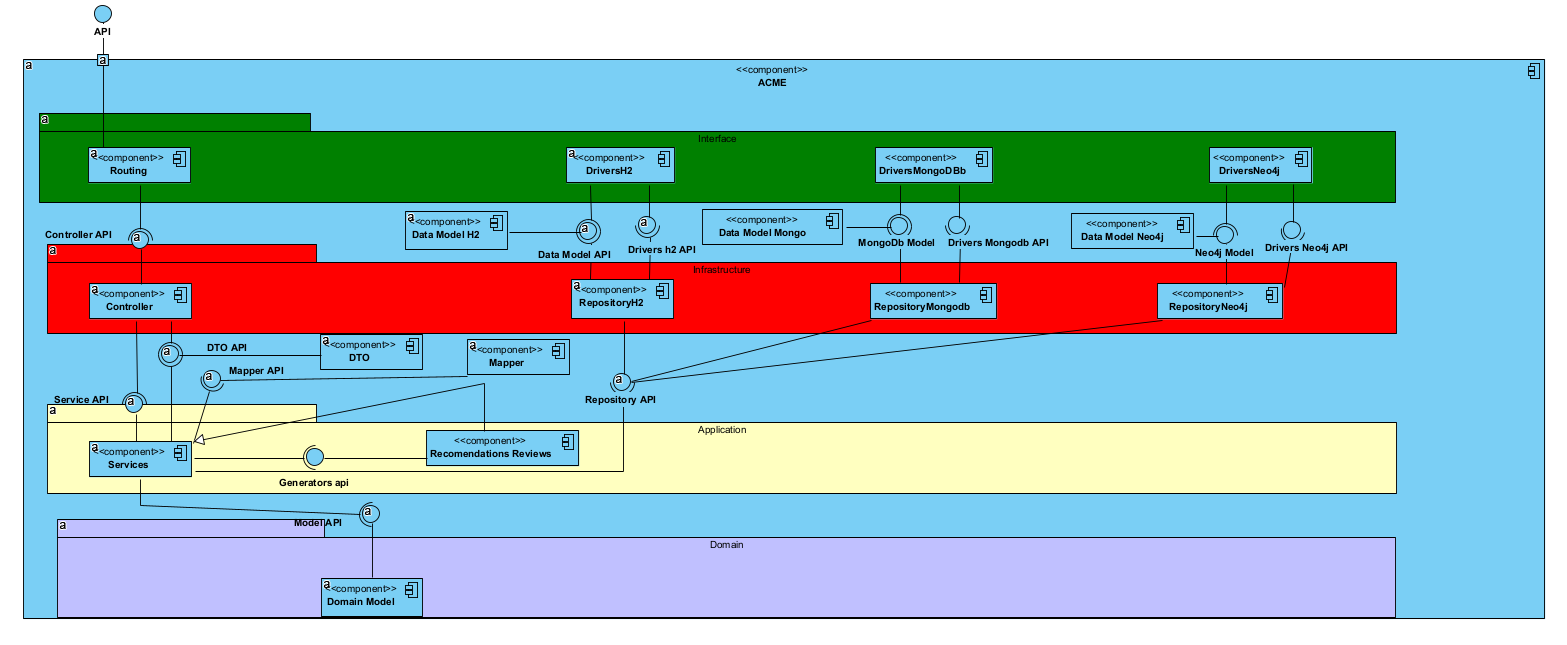 API
a
a
<<component>>
ACME
a
Interface
a
<<component>>
Routing
a
<<component>>
DriversH2
<<component>>
DriversMongoDBb
<<component>>
DriversNeo4j
Controller API
a
a
<<component>>
Data Model H2
a
Data Model API
a
Drivers h2 API
<<component>>
Data Model Mongo
MongoDb Model
Drivers Mongodb API
<<component>>
Data Model Neo4j
Neo4j Model
Drivers Neo4j API
a
Infrastructure
a
<<component>>
Controller
a
<<component>>
RepositoryH2
<<component>>
RepositoryMongodb
<<component>>
RepositoryNeo4j
a
DTO API
a
<<component>>
DTO
a
<<component>>
Mapper
a
Mapper API
a
Repository API
Service API
a
a
Application
a
<<component>>
Services
<<component>>
Recomendations Reviews
Generators api
a
Model API
a
Domain
a
<<component>>
Domain Model